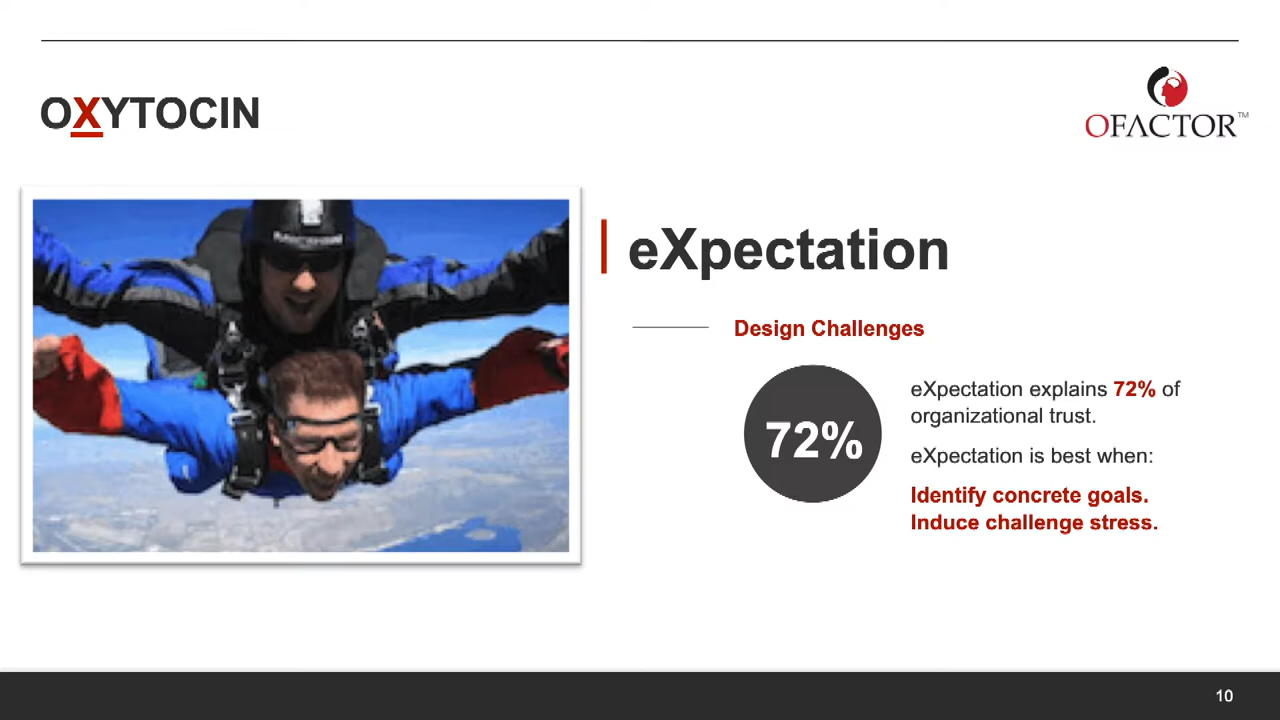 OXYTOCIN
OFACTOR™
eXpectation
Design Challenges
72%
eXpectation explains 72% of
organizational trust.
eXpectation is best when:
Identify concrete goals.
Induce challenge stress.
10